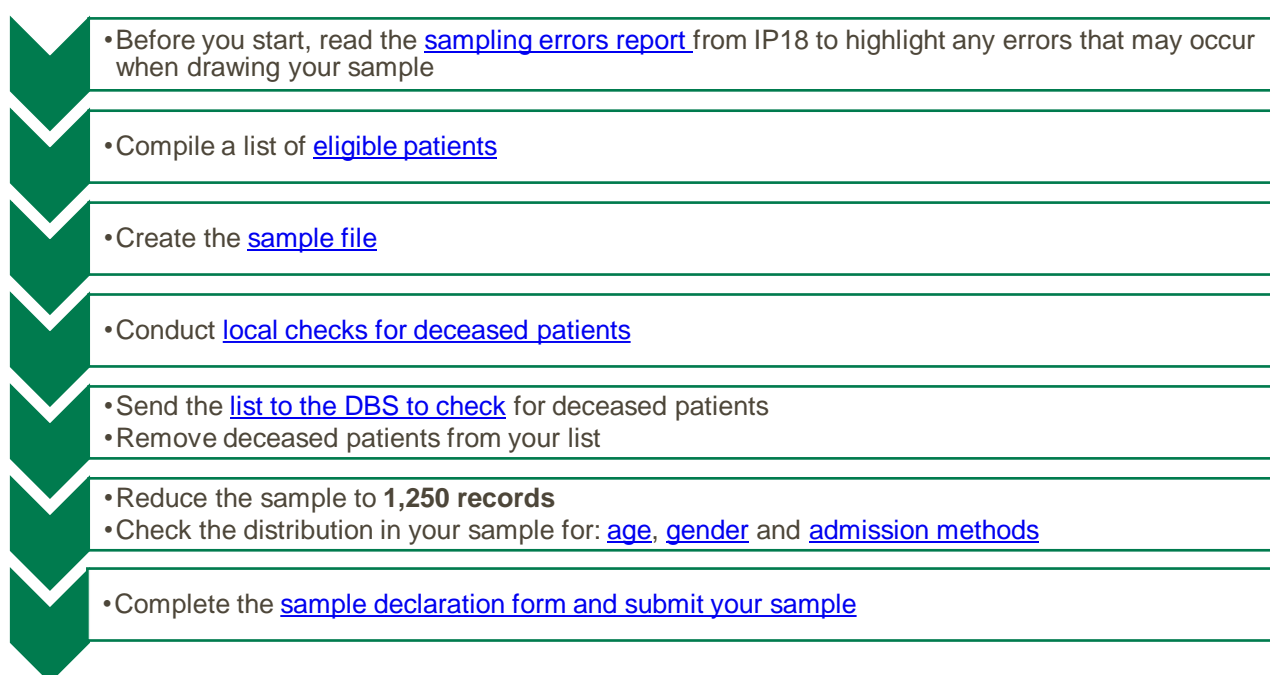 •Before you start, read the sampling errors report from IP18 to highlight any errors that may occur
when drawing your sample
•Compile a list of eligible patients
•Create the sample file
•Conduct local checks for deceased patients
•Send the list to the DBS to check for deceased patients
•Remove deceased patients from your list
•Reduce the sample to 1,250 records
•Check the distribution in your sample for: age, gender and admission methods
•Complete the sample declaration form and submit your sample